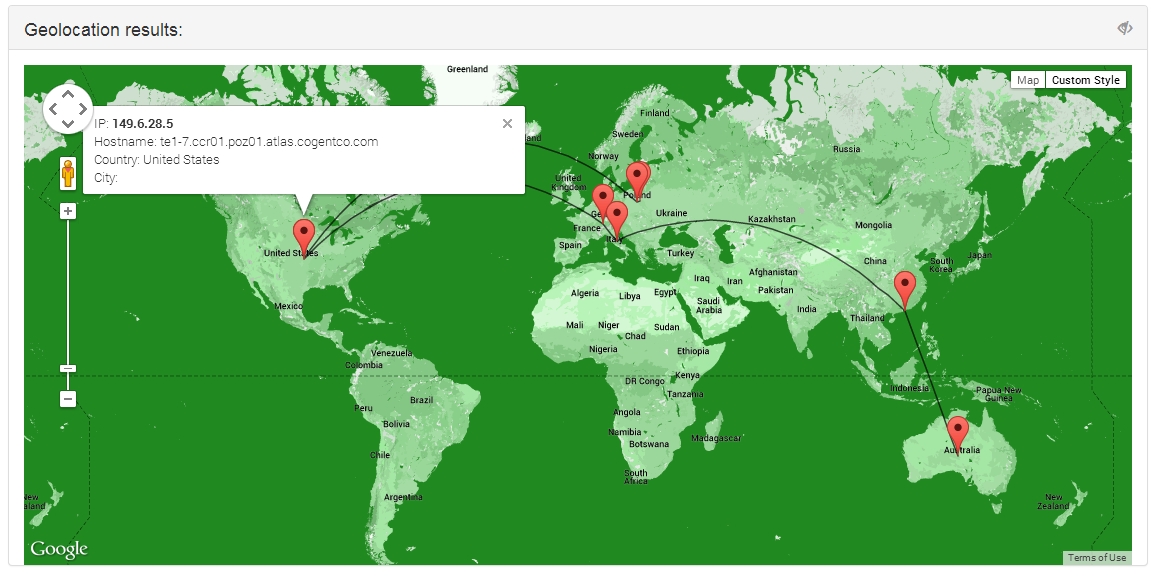 Geolocation results:
Greenland
Map
Custom Style
IP: 149.6.28.5
Hostname: te1-7.ccr01.poz01.atlas.cogentco.com
Country: United States
City:
and
Finland
Sweden
Norway
Russia
United
Kingdom
Poland
Ge
Ukraine
France
Kazakhstan
Mongolia
Italy
Spain
Turkey
United States
China
South
Korea
Japan
Iraq
Iran
Afghanistan
Pakistan
Algeria
Libya
Egypt
Saudi
Arabia
India
Mexico
Thailand
Mali
Niger
Chad
Sudan
Nigeria
Ethiopia
Venezuela
Colombia
DR Congo
Kenya
Tanzania
Indonesia
Papua New
Guinea
Peru
Brazil
Bolivia
Angola
Namibia
Botswana
Madagascar
Chile
South
Africa
Australia
Argentina
New
aland
New
Zealand
Google
Terms of Use